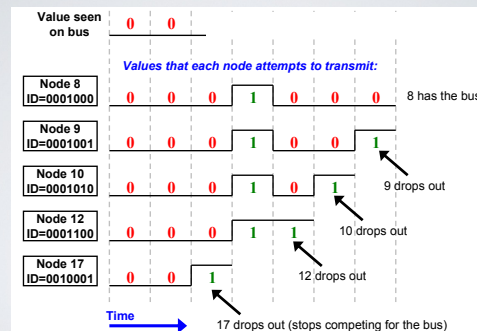 Value seen
on bus
0 0
Values that each node attempts to transmit:
Node 8
ID=0001000
0 0 0 1 0 0 0
8 has the bus
Node 9
ID=0001001
0 0 0 1 0 0 1
9 drops out
Node 10
ID=0001010
0 0 0 1 0 1
10 drops out
Node 12
ID=0001100
0 0 0 1 1
12 drops out
Node 17
ID=0010001
0 0 1
Time
17 drops out (stops competing for the bus)